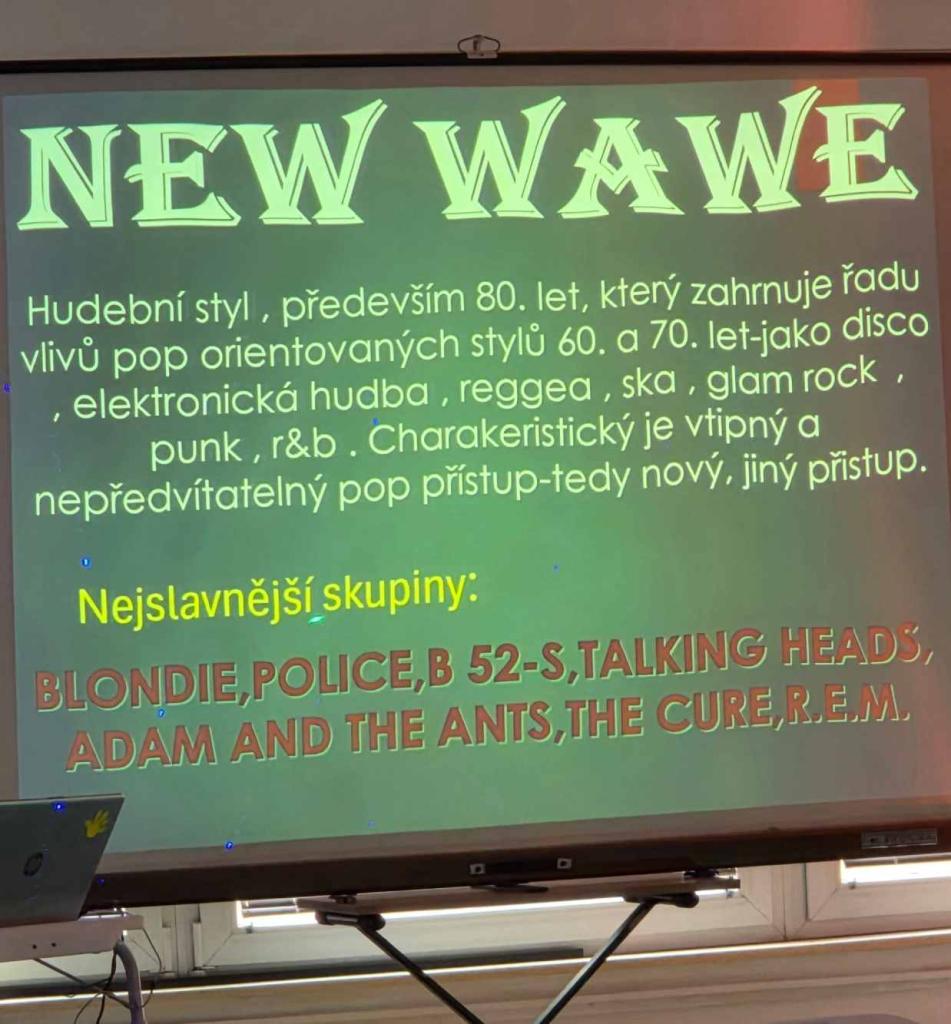 NEW WAWE
Hudební styl , především 80. let, který zahrnuje řadu
vlivů pop orientovaných stylů 60. a 70. let-jako disco
, elektronická hudba , reggea , ska , glam rock ,
punk , r&b . Charakeristický je vtipný a
nepředvítatelný pop přístup-tedy nový, jiný přistup.
Nejslavnější skupiny:
BLONDIE,POLICE,B 52-S,TALKING HEADS,
ADAM AND THE ANTS,THE CURE,R.E.M.